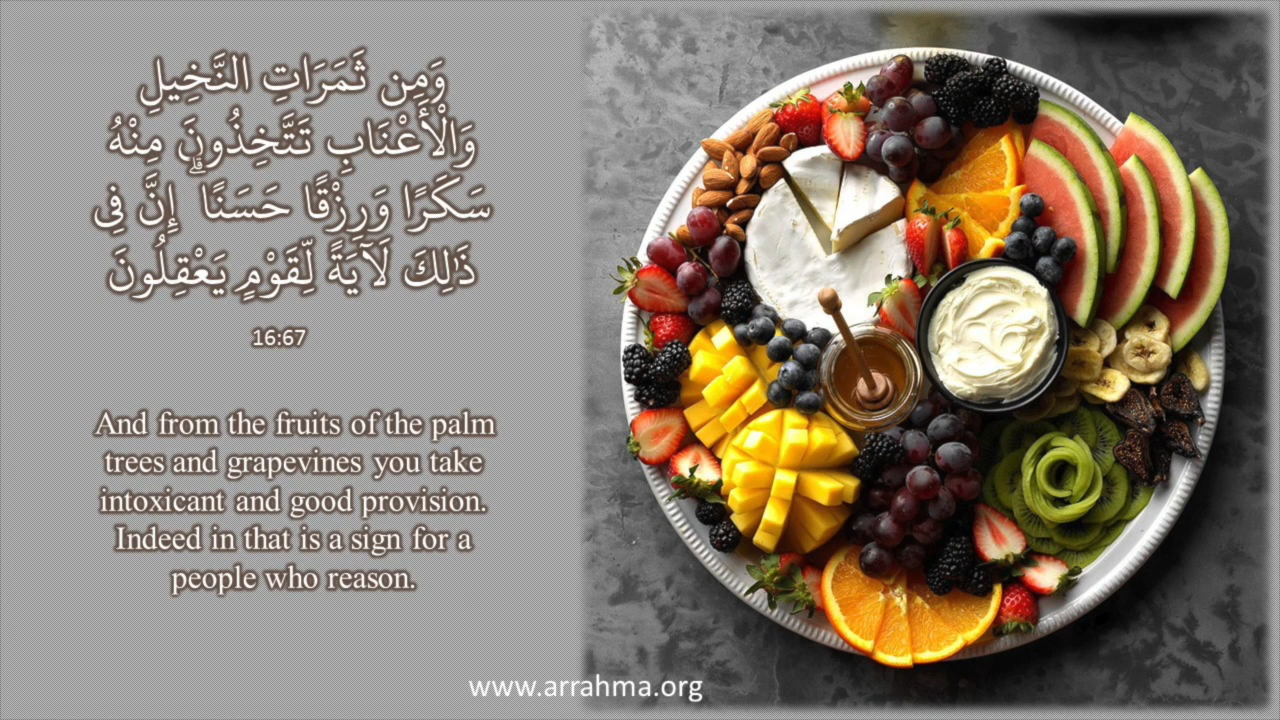 وَمِن ثَمَرَاتِ النَّخِيلِ
وَالْأَعْنَابِ تَتَّخِذُونَ مِنْهُ
سَكَرًا وَرِزْقًا حَسَنًا ۗ إِنَّ فِي
ذَٰلِكَ لَآيَةً لِّقَوْمٍ يَعْقِلُونَ
16:67
And from the fruits of the palm
trees and grapevines you take
intoxicant and good provision.
Indeed in that is a sign for a
people who reason.
www.arrahma.org